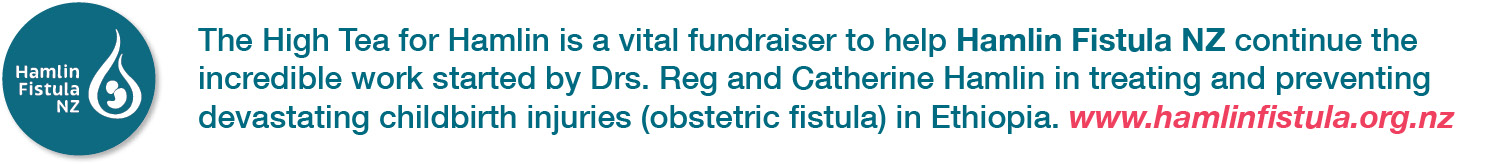 Hamlin
Fistula
NZ
The High Tea for Hamlin is a vital fundraiser to help Hamlin Fistula NZ continue the
incredible work started by Drs. Reg and Catherine Hamlin in treating and preventing
devastating childbirth injuries (obstetric fistula) in Ethiopia. www.hamlinfistula.org.nz